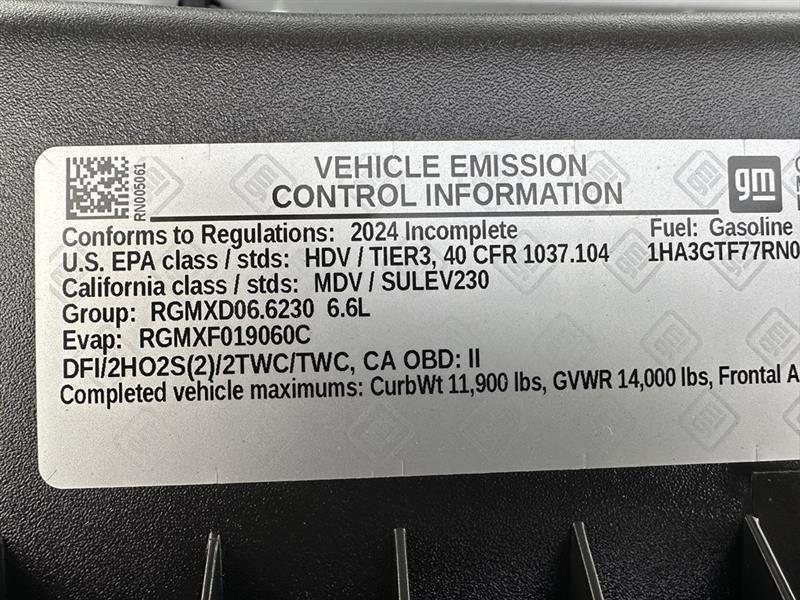 RN005061
VEHICLE EMISSION
CONTROL INFORMATION
gm
Conforms to Regulations: 2024 Incomplete Fuel: Gasoline
U.S. EPA class / stds: HDV / TIER3, 40 CFR 1037.104 1HA3GTF77RN0
California class / stds: MDV / SULEV230
Group: RGMXD06.6230 6.6L
Evap: RGMXF019060C
DFI/2HO2S(2)/2TWC/TWC, CA OBD: II
Completed vehicle maximums: CurbWt 11,900 lbs, GVWR 14,000 lbs, Frontal A